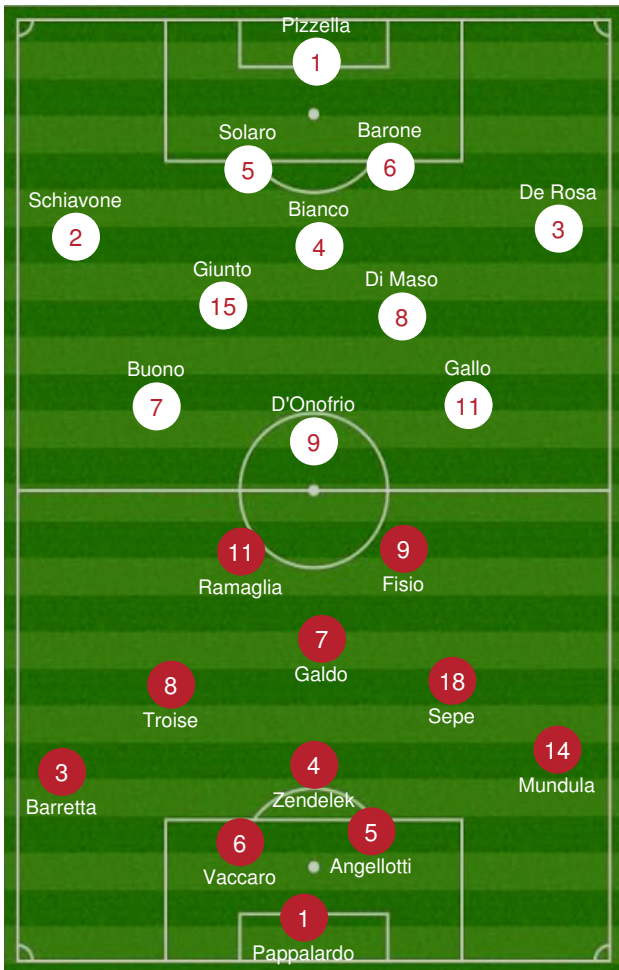 Pizzella
1
Solaro
5
Barone
6
Schiavone
2
Bianco
4
De Rosa
3
Giunto
15
Di Maso
8
Buono
7
D'Onofrio
9
Gallo
11
11
Ramaglia
9
Fisio
7
Galdo
8
Troise
18
Sepe
3
Barretta
4
Zendelek
14
Mundula
6
Vaccaro
5
Angellotti
1
Pappalardo